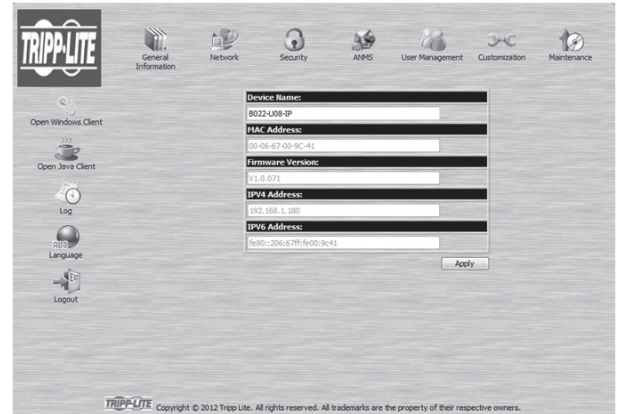 TRIPP·LITE
General Information
Network
Security
ANMS
User Management
Customization
Maintenance
Open Windows Client
Open Java Client
Log
ABC
Language
Logout
Device Name:
B022-U08-IP
MAC Address:
00-06-67-00-9C-41
Firmware Version:
V1.0.071
IPV4 Address:
192.168.1.180
IPV6 Address:
fe80::206:67ff:fe00:9c41
Apply
TRIPP·LITE Copyright © 2012 Tripp Lite. All rights reserved. All trademarks are the property of their respective owners.